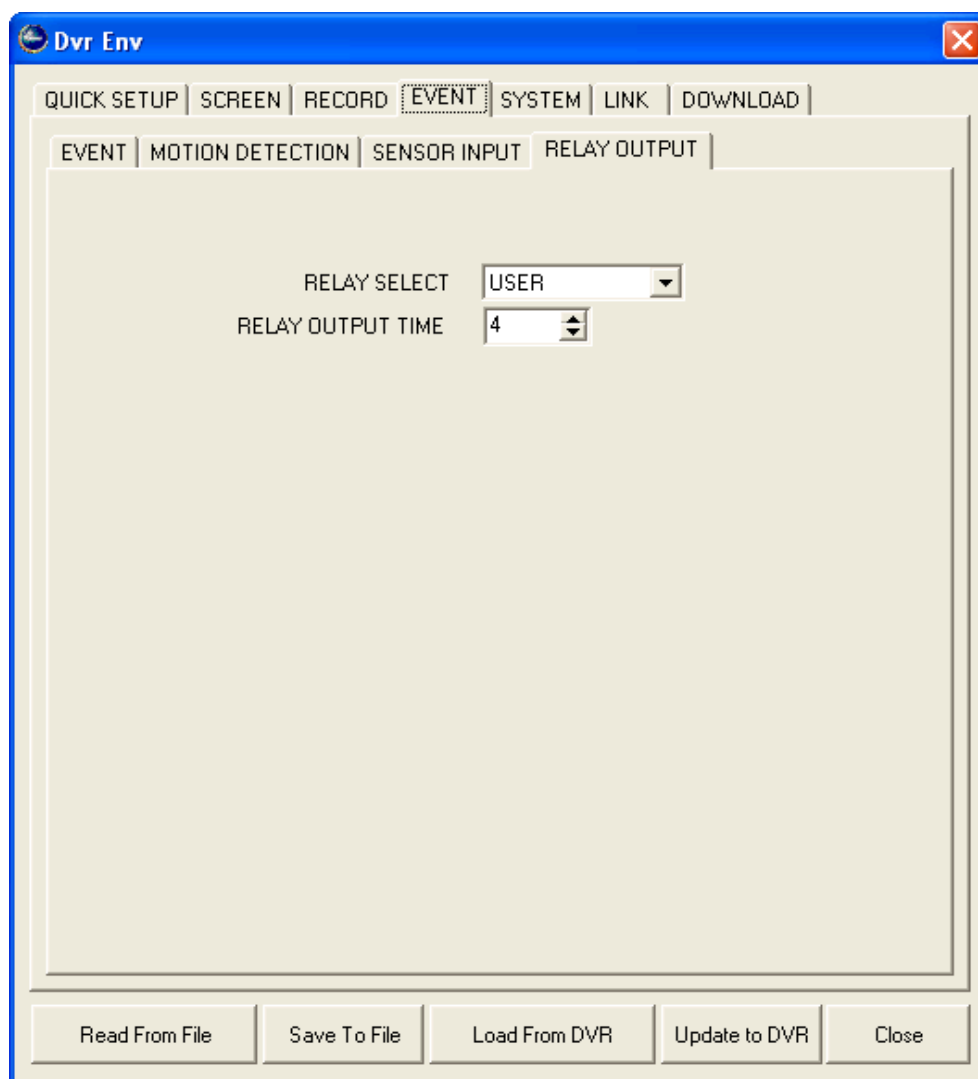 Dvr Env
QUICK SETUP SCREEN RECORD EVENT SYSTEM LINK DOWNLOAD
EVENT MOTION DETECTION SENSOR INPUT RELAY OUTPUT
RELAY SELECT USER
RELAY OUTPUT TIME 4
Read From File Save To File Load From DVR Update to DVR Close